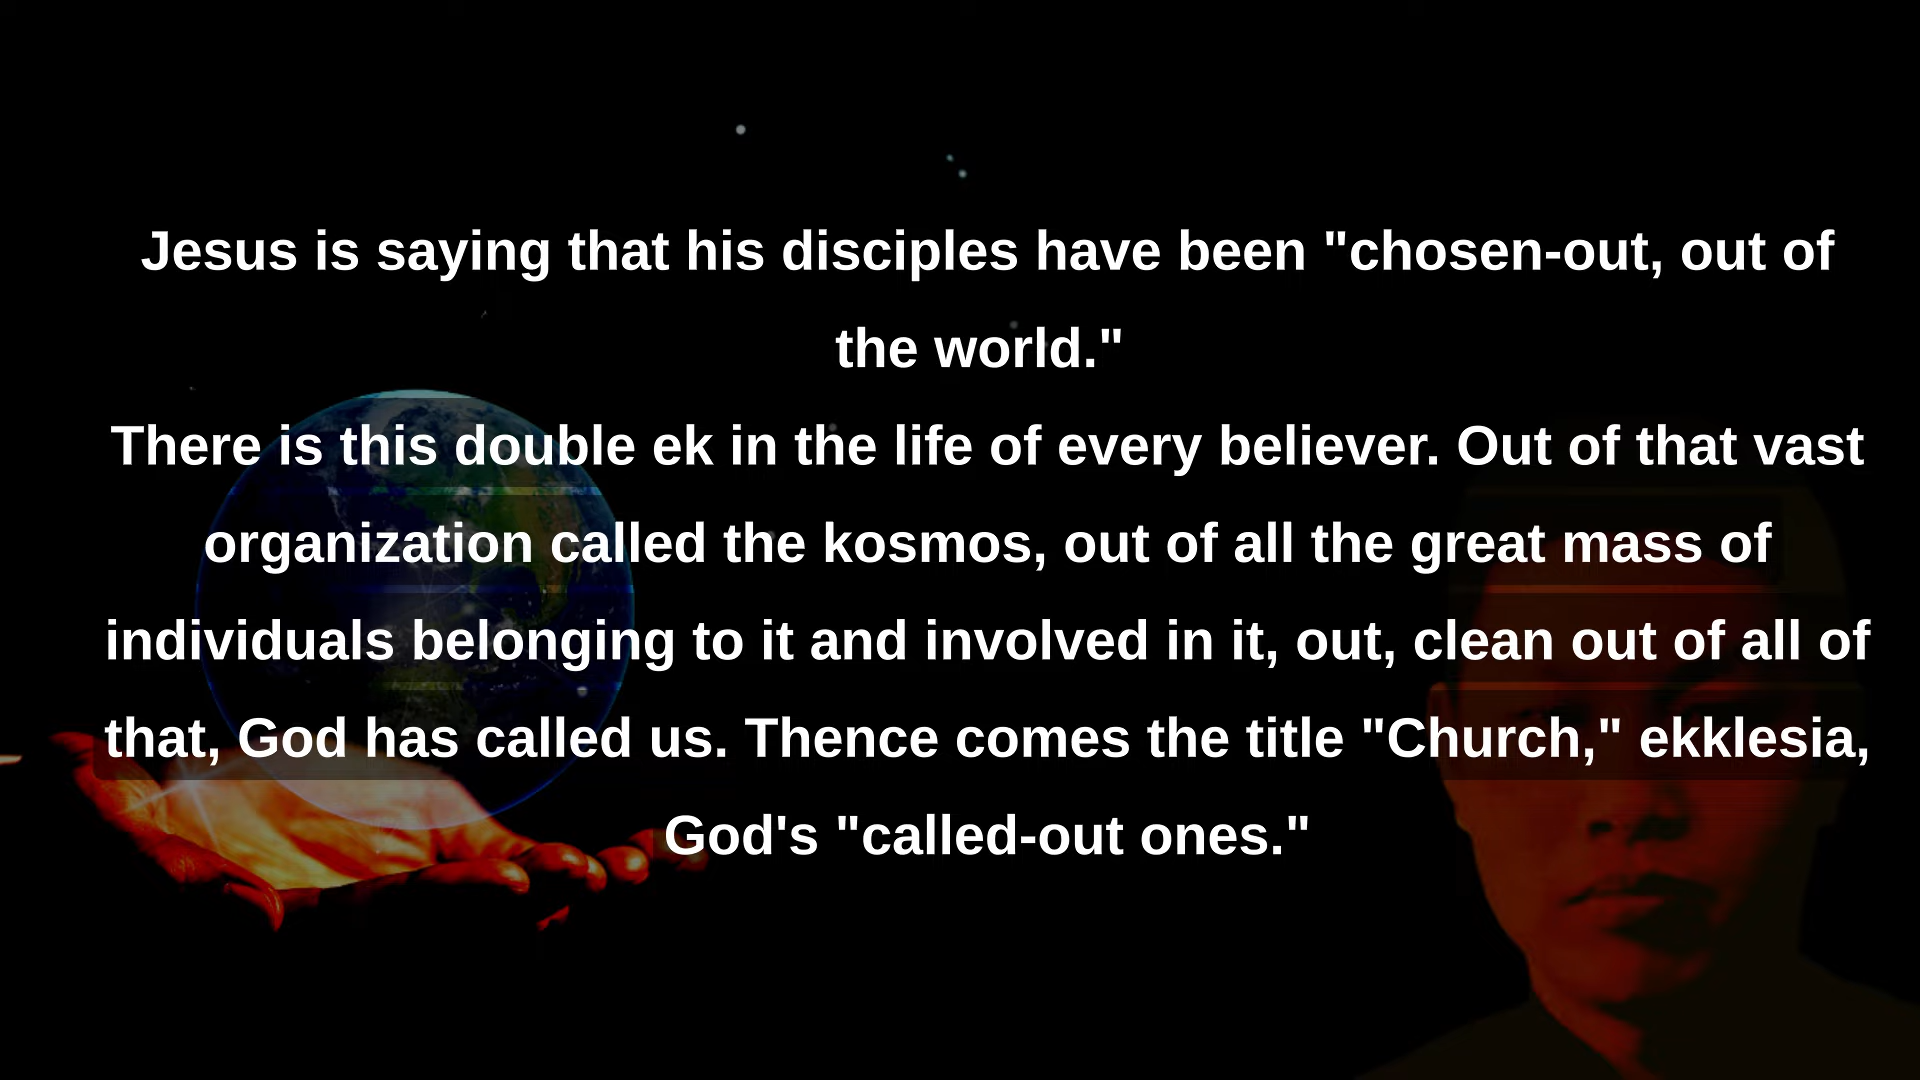 Jesus is saying that his disciples have been "chosen-out, out of
the world."
There is this double ek in the life of every believer. Out of that vast
organization called the kosmos, out of all the great mass of
individuals belonging to it and involved in it, out, clean out of all of
that, God has called us. Thence comes the title "Church," ekklesia,
God's "called-out ones."